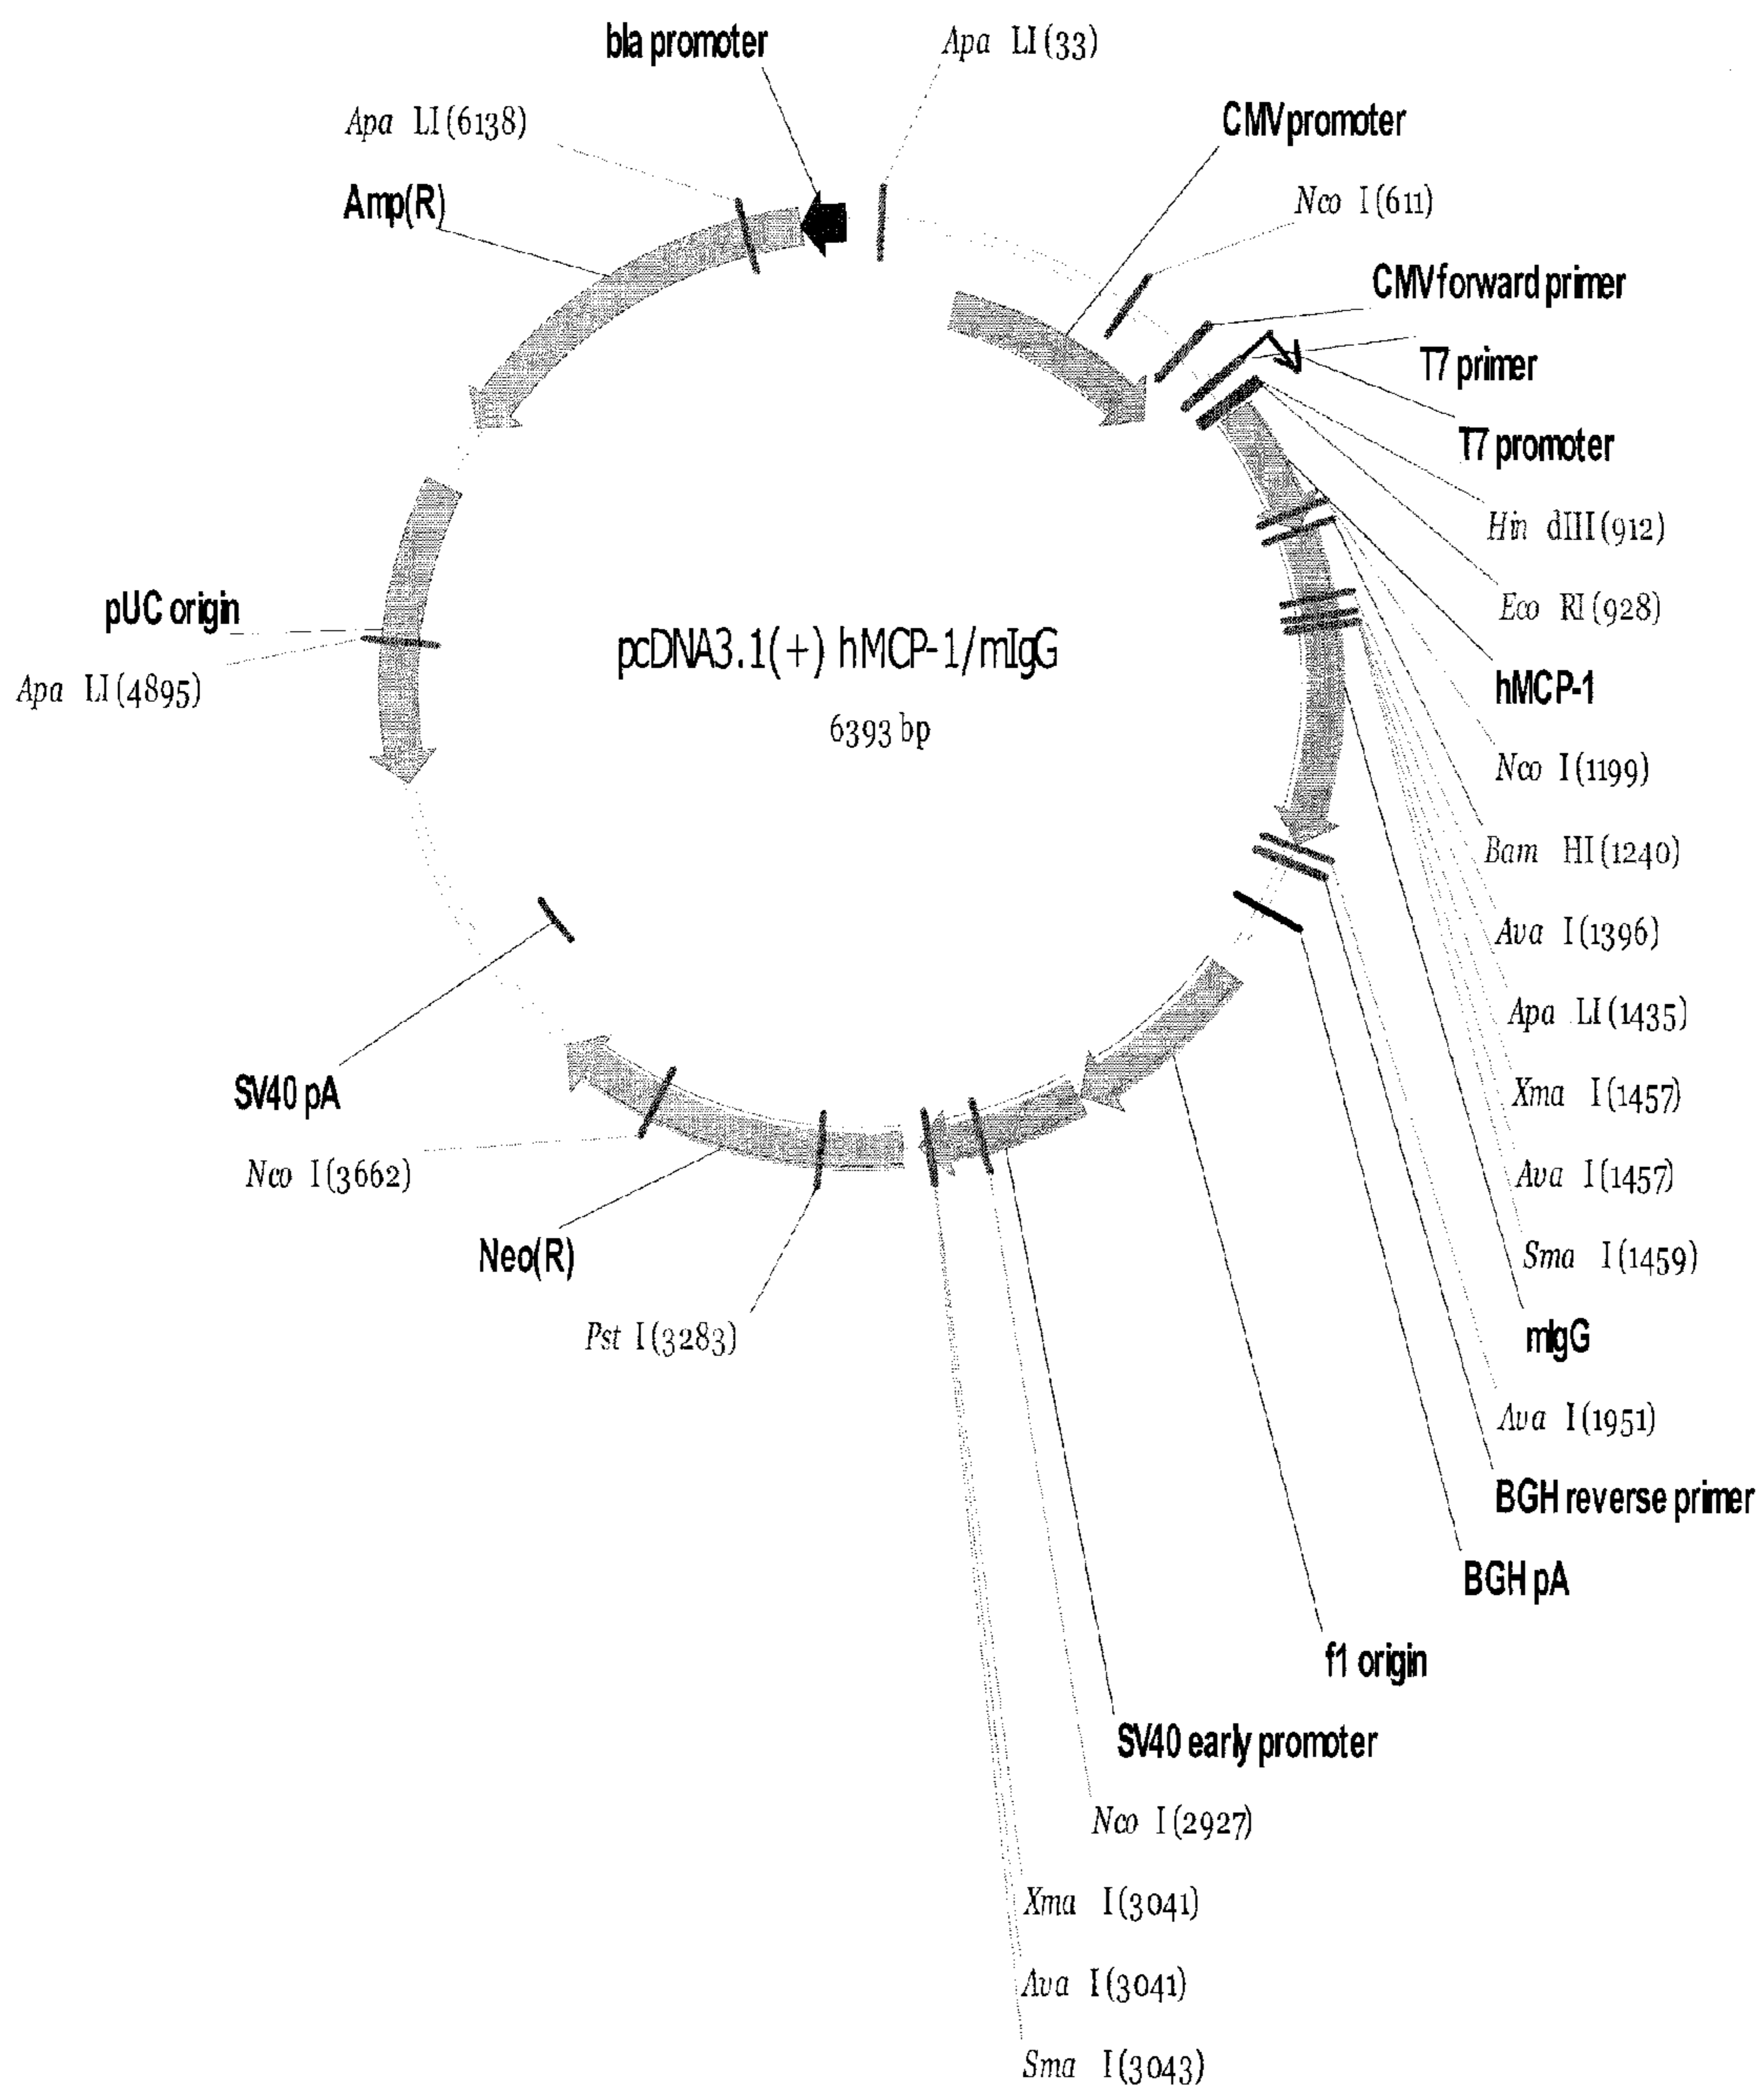 bla promoter
Apa LI (33)
CMV promoter
Apa LI (6138)
Nco I (611)
Amp(R)
CMV forward primer
T7 primer
T7 promoter
Hin dIII (912)
Eco RI (928)
pUC origin
pcDNA3.1(+) hMCP-1/mIgG
6393 bp
Apa LI (4895)
hMCP-1
Nco I (1199)
Bam HI (1240)
Ava I (1396)
Apa LI (1435)
SV40 pA
Xma I (1457)
Nco I (3662)
Ava I (1457)
Neo(R)
Sma I (1459)
Pst I (3283)
mIgG
Ava I (1951)
BGH reverse primer
BGH pA
f1 origin
SV40 early promoter
Nco I (2927)
Xma I (3041)
Ava I (3041)
Sma I (3043)